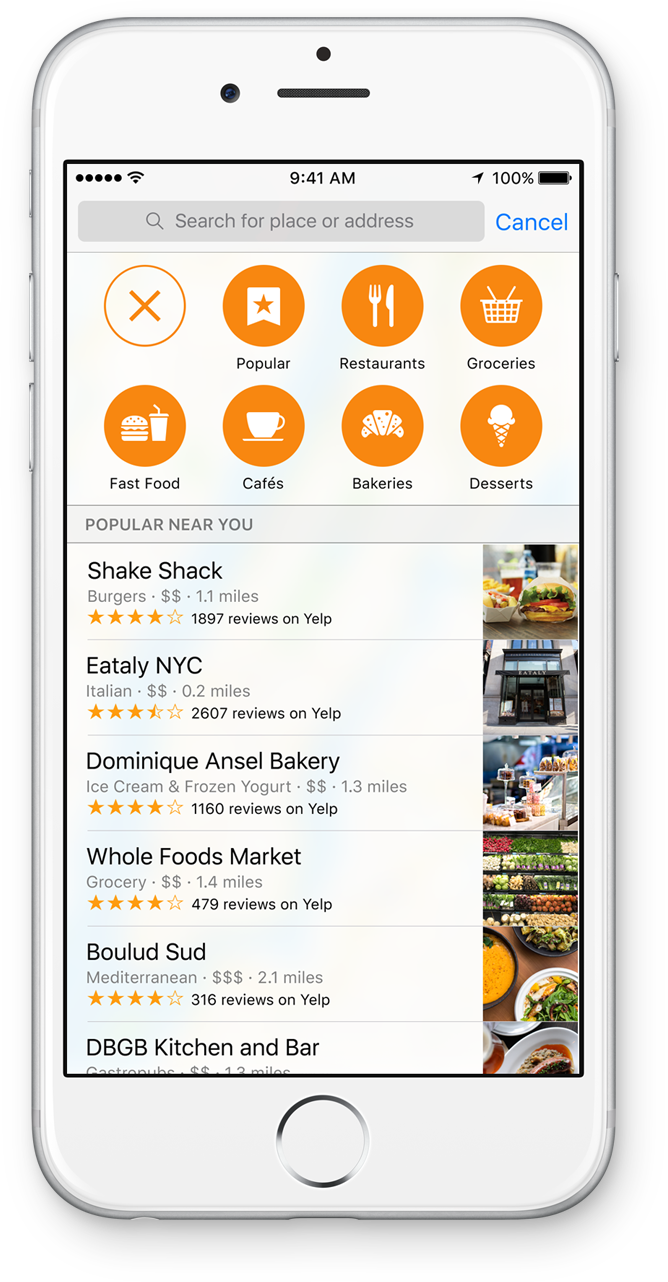 9:41 AM 100%
Search for place or address Cancel
Popular Restaurants Groceries
Fast Food Cafés Bakeries Desserts
POPULAR NEAR YOU
Shake Shack
Burgers · $$ · 1.1 miles
1897 reviews on Yelp
Eataly NYC
Italian · $$ · 0.2 miles
2607 reviews on Yelp
EATALY
Dominique Ansel Bakery
Ice Cream & Frozen Yogurt · $$ · 1.3 miles
1160 reviews on Yelp
Whole Foods Market
Grocery · $$ · 1.4 miles
479 reviews on Yelp
Boulud Sud
Mediterranean · $$$ · 2.1 miles
316 reviews on Yelp
DBGB Kitchen and Bar
Gastropubs · $$ · 1.3 miles